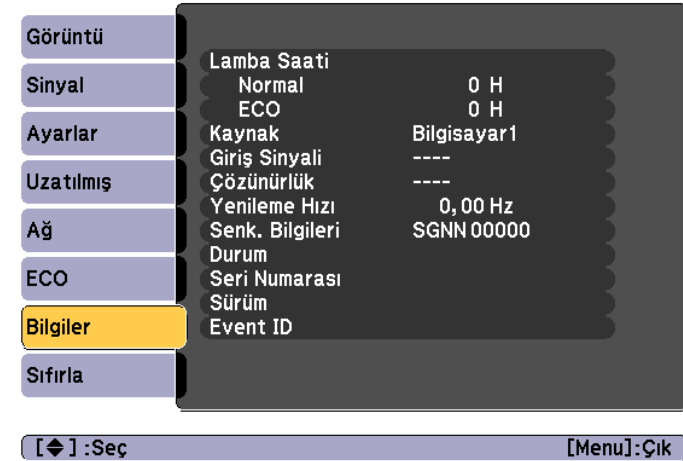 Görüntü
Sinyal
Ayarlar
Uzatılmış
Ağ
ECO
Bilgiler
Sıfırla
Lamba Saati
Normal 0 H
ECO 0 H
Kaynak Bilgisayar1
Giriş Sinyali ----
Çözünürlük ----
Yenileme Hızı 0,00 Hz
Senk. Bilgileri SGNN 00000
Durum
Seri Numarası
Sürüm
Event ID
[◆] :Seç [Menu]:Çık